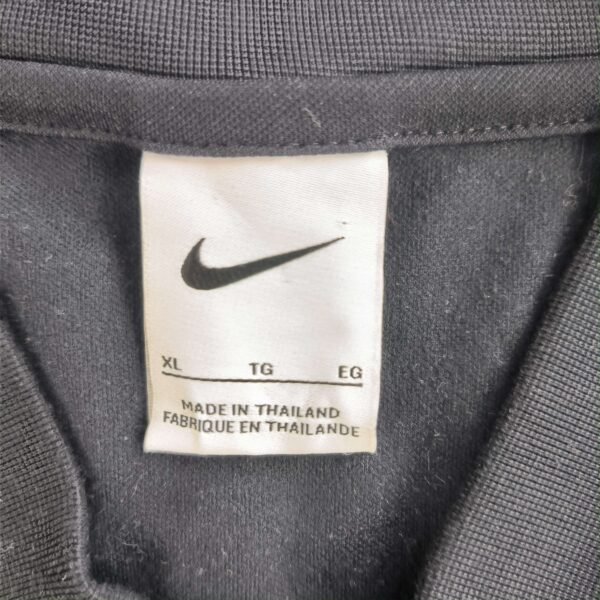 XL TG EG
MADE IN THAILAND
FABRIQUE EN THAILANDE